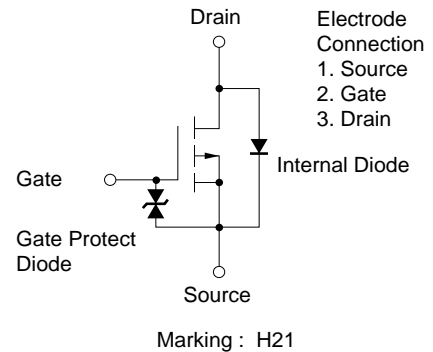 Drain
Electrode
Connection
1. Source
2. Gate
3. Drain
Internal Diode
Gate
Gate Protect
Diode
Source
Marking : H21